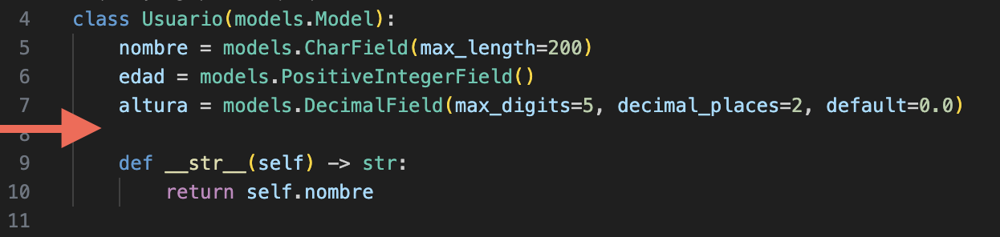 4 class Usuario(models.Model):
5     nombre = models.CharField(max_length=200)
6     edad = models.PositiveIntegerField()
7     altura = models.DecimalField(max_digits=5, decimal_places=2, default=0.0)
8
9     def __str__(self) -> str:
10         return self.nombre
11